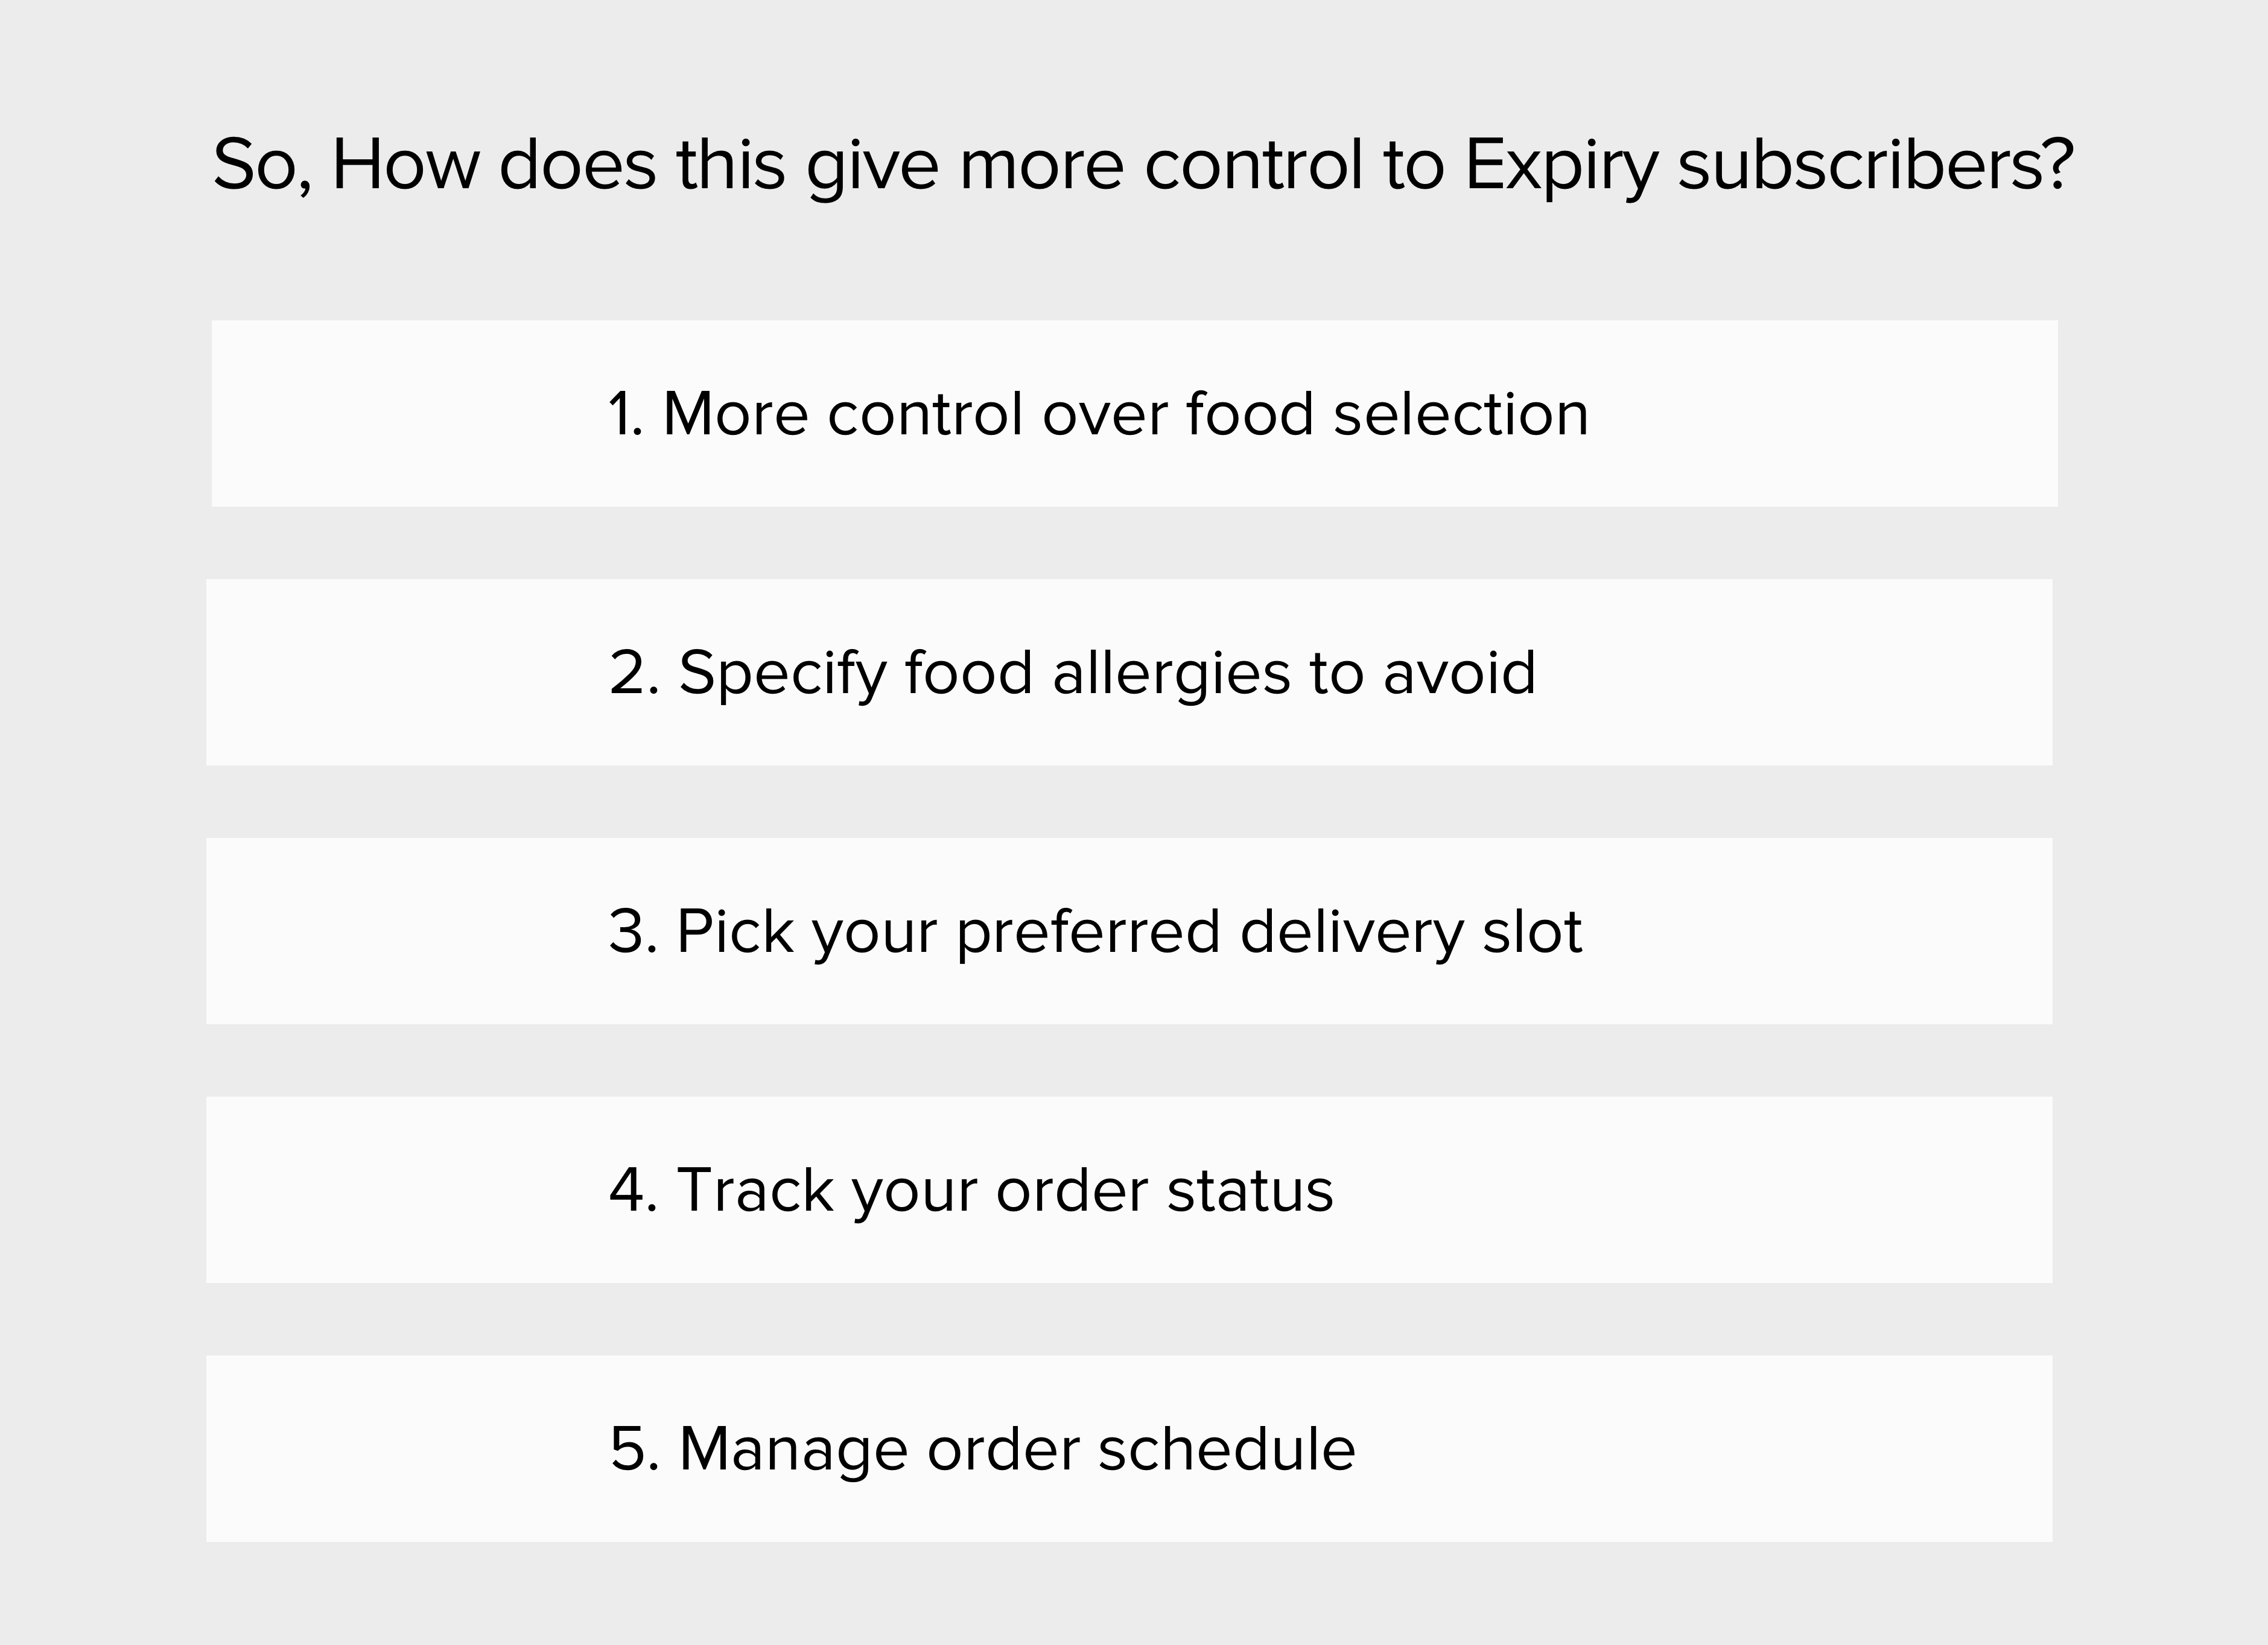 So, How does this give more control to Expiry subscribers?
1. More control over food selection
2. Specify food allergies to avoid
3. Pick your preferred delivery slot
4. Track your order status
5. Manage order schedule